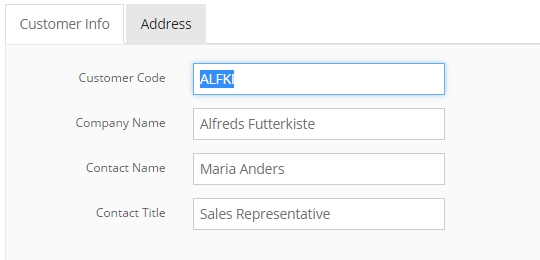 Customer Info Address
Customer Code ALFKI
Company Name Alfreds Futterkiste
Contact Name Maria Anders
Contact Title Sales Representative